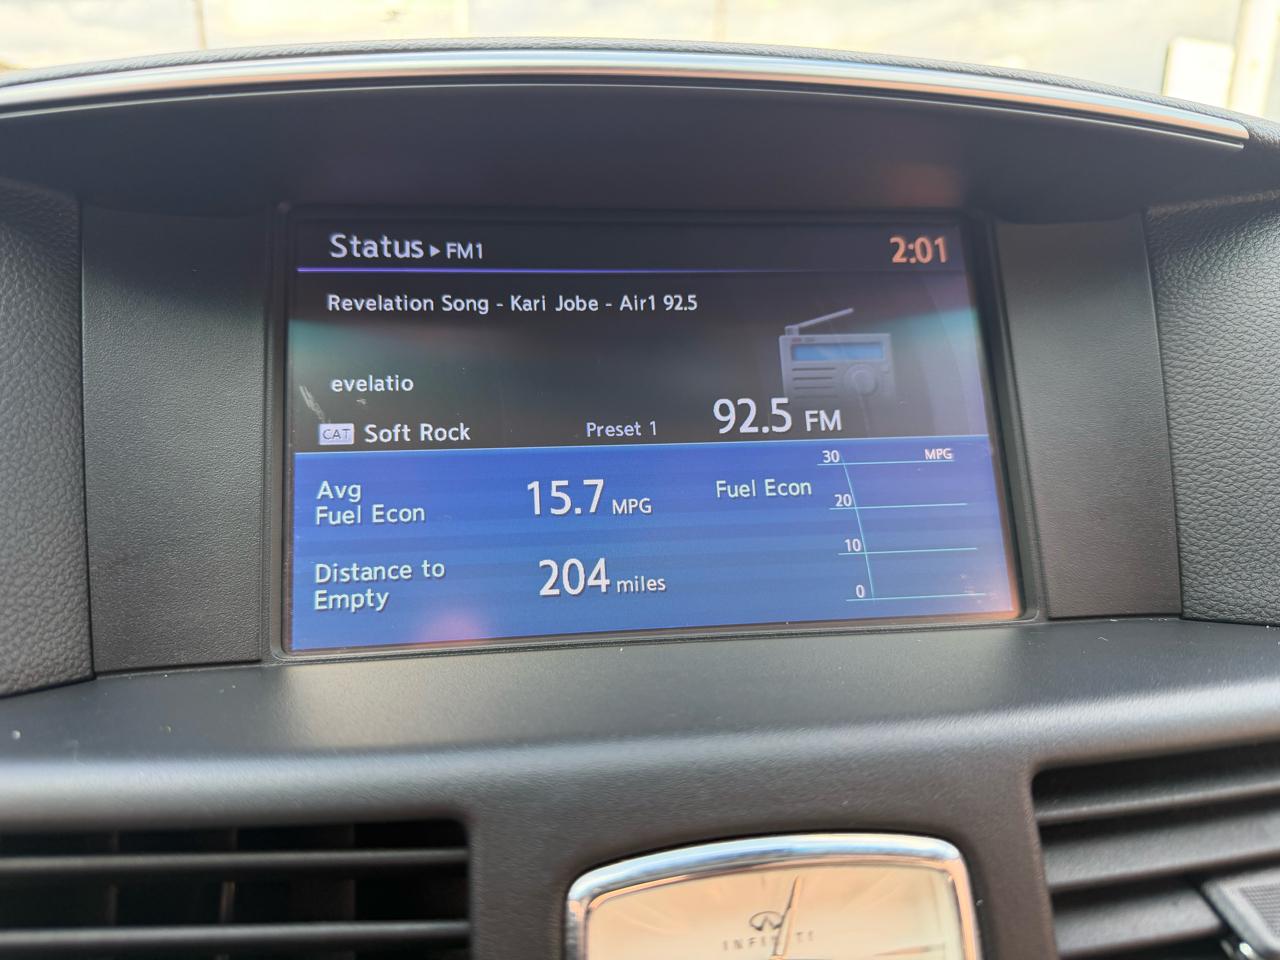 Status ▸ FM1 2:01
Revelation Song - Kari Jobe - Air1 92.5
evelatio
CAT Soft Rock Preset 1 92.5 FM
Avg
Fuel Econ 15.7 MPG Fuel Econ
30 MPG
20
10
0
Distance to
Empty 204 miles
INFINITI